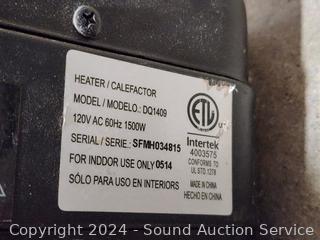 HEATER / CALEFACTOR
MODEL / MODELO.: DQ1409
120V AC 60Hz 1500W
SERIAL / SERIE: SFMH034815
FOR INDDOR USE ONLY 0514
SÓLO PARA USO EN INTERIORS
ETL
Intertek
4003575
CONFORMS TO
UL STD.1278
MADE IN CHINA
HECHO EN CHINA
Copyright 2024 - Sound Auction Service